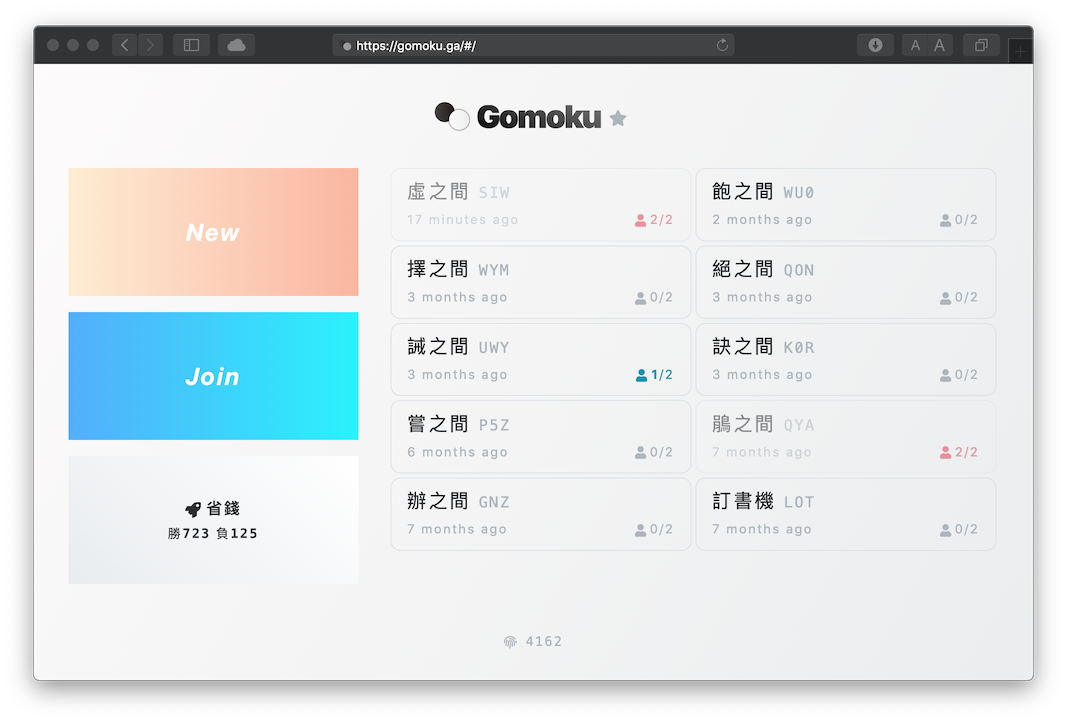 https://gomoku.ga/#/
A A
Gomoku
New
Join
省錢
勝723 負125
虛之間 SIW
17 minutes ago 2/2
飽之間 WU0
2 months ago 0/2
擇之間 WYM
3 months ago 0/2
絕之間 QON
3 months ago 0/2
誡之間 UWY
3 months ago 1/2
訣之間 K0R
3 months ago 0/2
嘗之間 P5Z
6 months ago 0/2
鵑之間 QYA
7 months ago 2/2
辦之間 GNZ
7 months ago 0/2
訂書機 LOT
7 months ago 0/2
4162